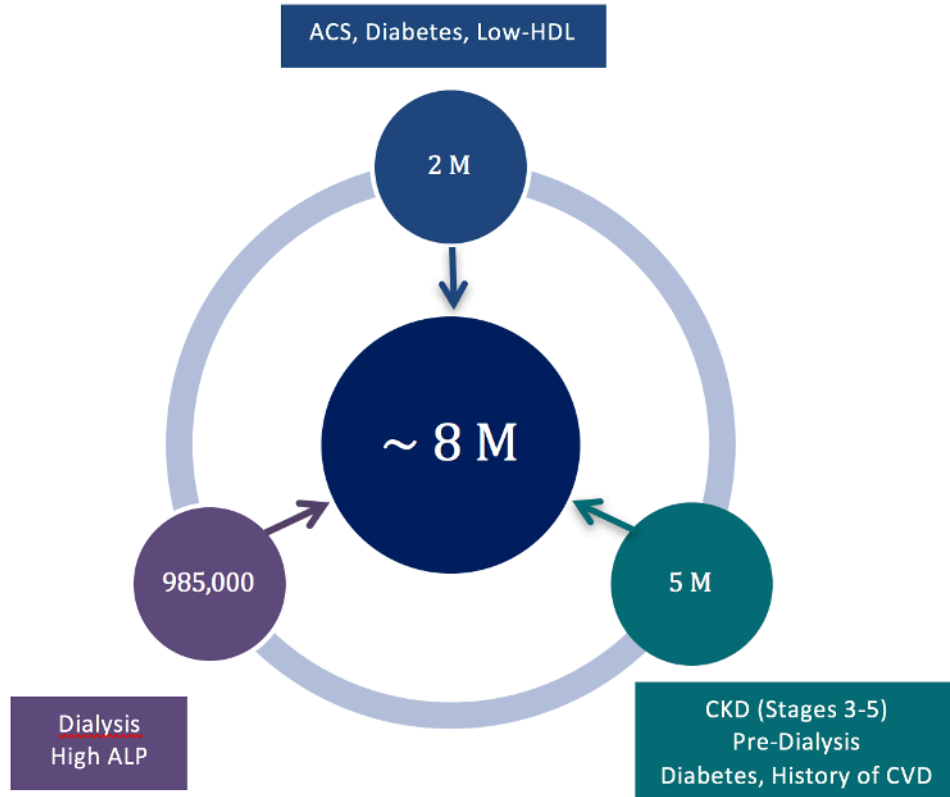 ACS, Diabetes, Low-HDL
2 M
~ 8 M
985,000
5 M
Dialysis
High ALP
CKD (Stages 3-5)
Pre-Dialysis
Diabetes, History of CVD